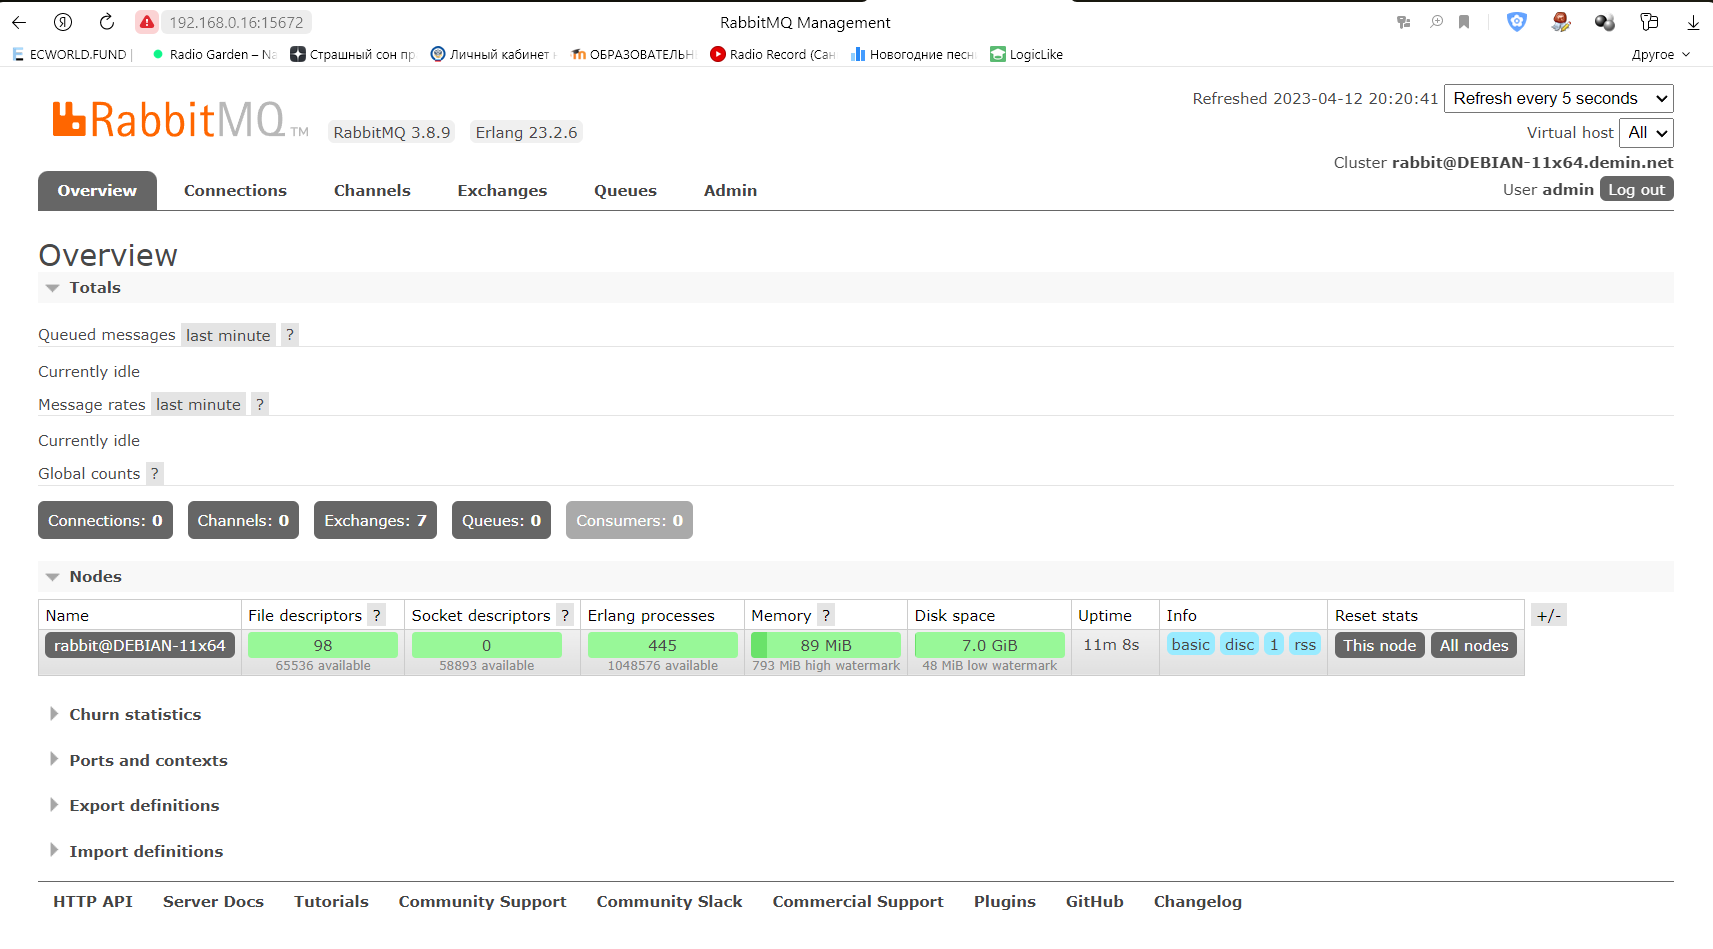 192.168.0.16:15672 RabbitMQ Management
ECWORLD.FUND | Radio Garden – Na Страшный сон пр Личный кабинет н ОБРАЗОВАТЕЛЬН Radio Record (Сан Новогодние песн LogicLike Другое
RabbitMQ TM RabbitMQ 3.8.9 Erlang 23.2.6
Refreshed 2023-04-12 20:20:41 Refresh every 5 seconds
Virtual host All
Cluster rabbit@DEBIAN-11x64.demin.net
User admin Log out
Overview Connections Channels Exchanges Queues Admin
Overview
Totals
Queued messages last minute ?
Currently idle
Message rates last minute ?
Currently idle
Global counts ?
Connections: 0 Channels: 0 Exchanges: 7 Queues: 0 Consumers: 0
Nodes
Name File descriptors ? Socket descriptors ? Erlang processes Memory ? Disk space Uptime Info Reset stats +/-
rabbit@DEBIAN-11x64 98 0 445 89 MiB 7.0 GiB 11m 8s basic disc 1 rss This node All nodes
65536 available 58893 available 1048576 available 793 MiB high watermark 48 MiB low watermark
Churn statistics
Ports and contexts
Export definitions
Import definitions
HTTP API Server Docs Tutorials Community Support Community Slack Commercial Support Plugins GitHub Changelog